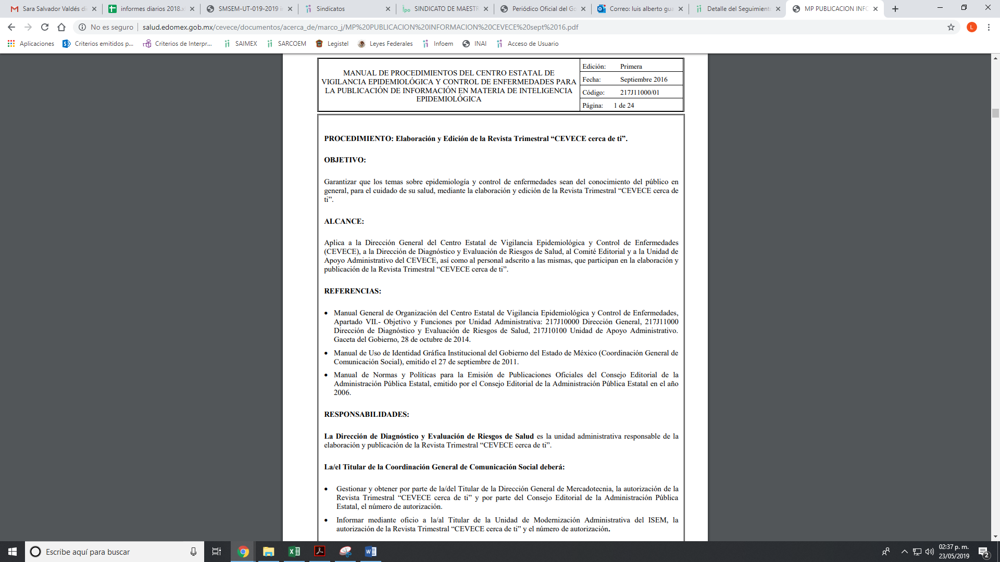 Sara Salvador Valdés di
informes diarios 2018.x
SMSEM-UT-019-2019 i
Sindicatos
SINDICATO DE MAEST
Periódico Oficial del Go
Correo: luis alberto gua
Detalle del Seguimient
MP PUBLICACION INFO
No es seguro
salud.edomex.gob.mx/cevece/documentos/acerca_de/marco_j/MP%20PUBLICACION%20INFORMACION%20CEVECE%20sept%2016.pdf
L
Aplicaciones
Criterios emitidos p...
Criterios de Interpr...
SAIMEX
SARCOEM
Legistel
Leyes Federales
Infoem
INAI
Acceso de Usuario
MANUAL DE PROCEDIMIENTOS DEL CENTRO ESTATAL DE
VIGILANCIA EPIDEMIOLÓGICA Y CONTROL DE ENFERMEDADES PARA
LA PUBLICACIÓN DE INFORMACIÓN EN MATERIA DE INTELIGENCIA
EPIDEMIOLÓGICA
Edición: Primera
Fecha: Septiembre 2016
Código: 217J11000/01
Página: 1 de 24
PROCEDIMIENTO: Elaboración y Edición de la Revista Trimestral “CEVECE cerca de ti”.
OBJETIVO:
Garantizar que los temas sobre epidemiología y control de enfermedades sean del conocimiento del público en
general, para el cuidado de su salud, mediante la elaboración y edición de la Revista Trimestral “CEVECE cerca de
ti”.
ALCANCE:
Aplica a la Dirección General del Centro Estatal de Vigilancia Epidemiológica y Control de Enfermedades
(CEVECE), a la Dirección de Diagnóstico y Evaluación de Riesgos de Salud, al Comité Editorial y a la Unidad de
Apoyo Administrativo del CEVECE, así como al personal adscrito a las mismas, que participan en la elaboración y
publicación de la Revista Trimestral “CEVECE cerca de ti”.
REFERENCIAS:
• Manual General de Organización del Centro Estatal de Vigilancia Epidemiológica y Control de Enfermedades,
Apartado VII.- Objetivo y Funciones por Unidad Administrativa: 217J10000 Dirección General, 217J11000
Dirección de Diagnóstico y Evaluación de Riesgos de Salud, 217J10100 Unidad de Apoyo Administrativo.
Gaceta del Gobierno, 28 de octubre de 2014.
• Manual de Uso de Identidad Gráfica Institucional del Gobierno del Estado de México (Coordinación General de
Comunicación Social), emitido el 27 de septiembre de 2011.
• Manual de Normas y Políticas para la Emisión de Publicaciones Oficiales del Consejo Editorial de la
Administración Pública Estatal, emitido por el Consejo Editorial de la Administración Pública Estatal en el año
2006.
RESPONSABILIDADES:
La Dirección de Diagnóstico y Evaluación de Riesgos de Salud es la unidad administrativa responsable de la
elaboración y publicación de la Revista Trimestral “CEVECE cerca de ti”.
La/el Titular de la Coordinación General de Comunicación Social deberá:
• Gestionar y obtener por parte de la/del Titular de la Dirección General de Mercadotecnia, la autorización de la
Revista Trimestral “CEVECE cerca de ti” y por parte del Consejo Editorial de la Administración Pública
Estatal, el número de autorización.
• Informar mediante oficio a la/al Titular de la Unidad de Modernización Administrativa del ISEM, la
autorización de la Revista Trimestral “CEVECE cerca de ti” y el número de autorización.
Escribe aquí para buscar
02:37 p. m.
23/05/2019
2